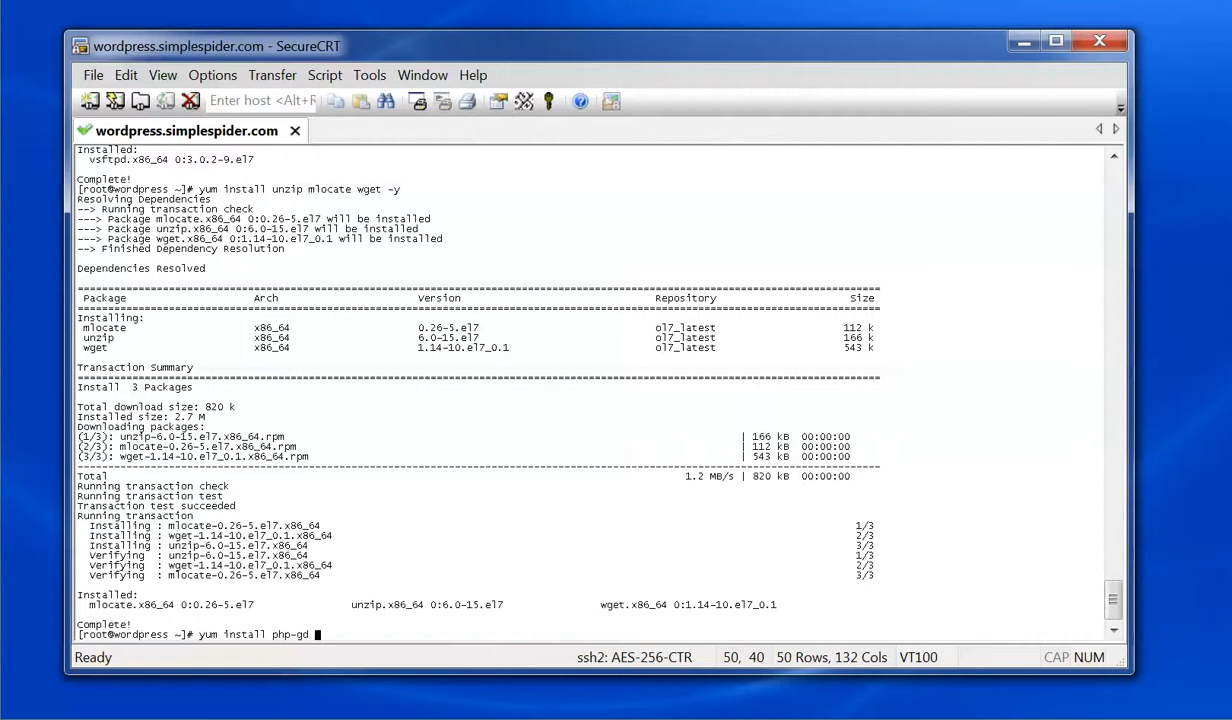 wordpress.simplespider.com - SecureCRT
File Edit View Options Transfer Script Tools Window Help
Enter host <Alt+R
wordpress.simplespider.com
Installed:
vsftpd.x86_64 0:3.0.2-9.el7
Complete!
[root@wordpress ~]# yum install unzip mlocate wget -y
Resolving Dependencies
--> Running transaction check
---> Package mlocate.x86_64 0:0.26-5.el7 will be installed
---> Package unzip.x86_64 0:6.0-15.el7 will be installed
---> Package wget.x86_64 0:1.14-10.el7_0.1 will be installed
--> Finished Dependency Resolution
Dependencies Resolved
Package Arch Version Repository Size
Installing:
mlocate x86_64 0.26-5.el7 ol7_latest 112 k
unzip x86_64 6.0-15.el7 ol7_latest 166 k
wget x86_64 1.14-10.el7_0.1 ol7_latest 543 k
Transaction Summary
Install 3 Packages
Total download size: 820 k
Installed size: 2.7 M
Downloading packages:
(1/3): unzip-6.0-15.el7.x86_64.rpm | 166 kB 00:00:00
(2/3): mlocate-0.26-5.el7.x86_64.rpm | 112 kB 00:00:00
(3/3): wget-1.14-10.el7_0.1.x86_64.rpm | 543 kB 00:00:00
Total 1.2 MB/s | 820 kB 00:00:00
Running transaction check
Running transaction test
Transaction test succeeded
Running transaction
Installing : mlocate-0.26-5.el7.x86_64 1/3
Installing : wget-1.14-10.el7_0.1.x86_64 2/3
Installing : unzip-6.0-15.el7.x86_64 3/3
Verifying : unzip-6.0-15.el7.x86_64 1/3
Verifying : wget-1.14-10.el7_0.1.x86_64 2/3
Verifying : mlocate-0.26-5.el7.x86_64 3/3
Installed:
mlocate.x86_64 0:0.26-5.el7 unzip.x86_64 0:6.0-15.el7 wget.x86_64 0:1.14-10.el7_0.1
Complete!
[root@wordpress ~]# yum install php-gd
Ready ssh2: AES-256-CTR 50, 40 50 Rows, 132 Cols VT100 CAP NUM